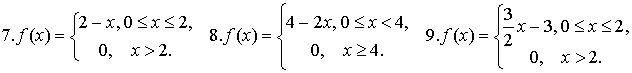 7. f(x) = { 2 − x, 0 ≤ x ≤ 2,
0, x > 2.
8. f(x) = { 4 − 2x, 0 ≤ x < 4,
0, x ≥ 4.
9. f(x) = { 3/2 x − 3, 0 ≤ x ≤ 2,
0, x > 2.